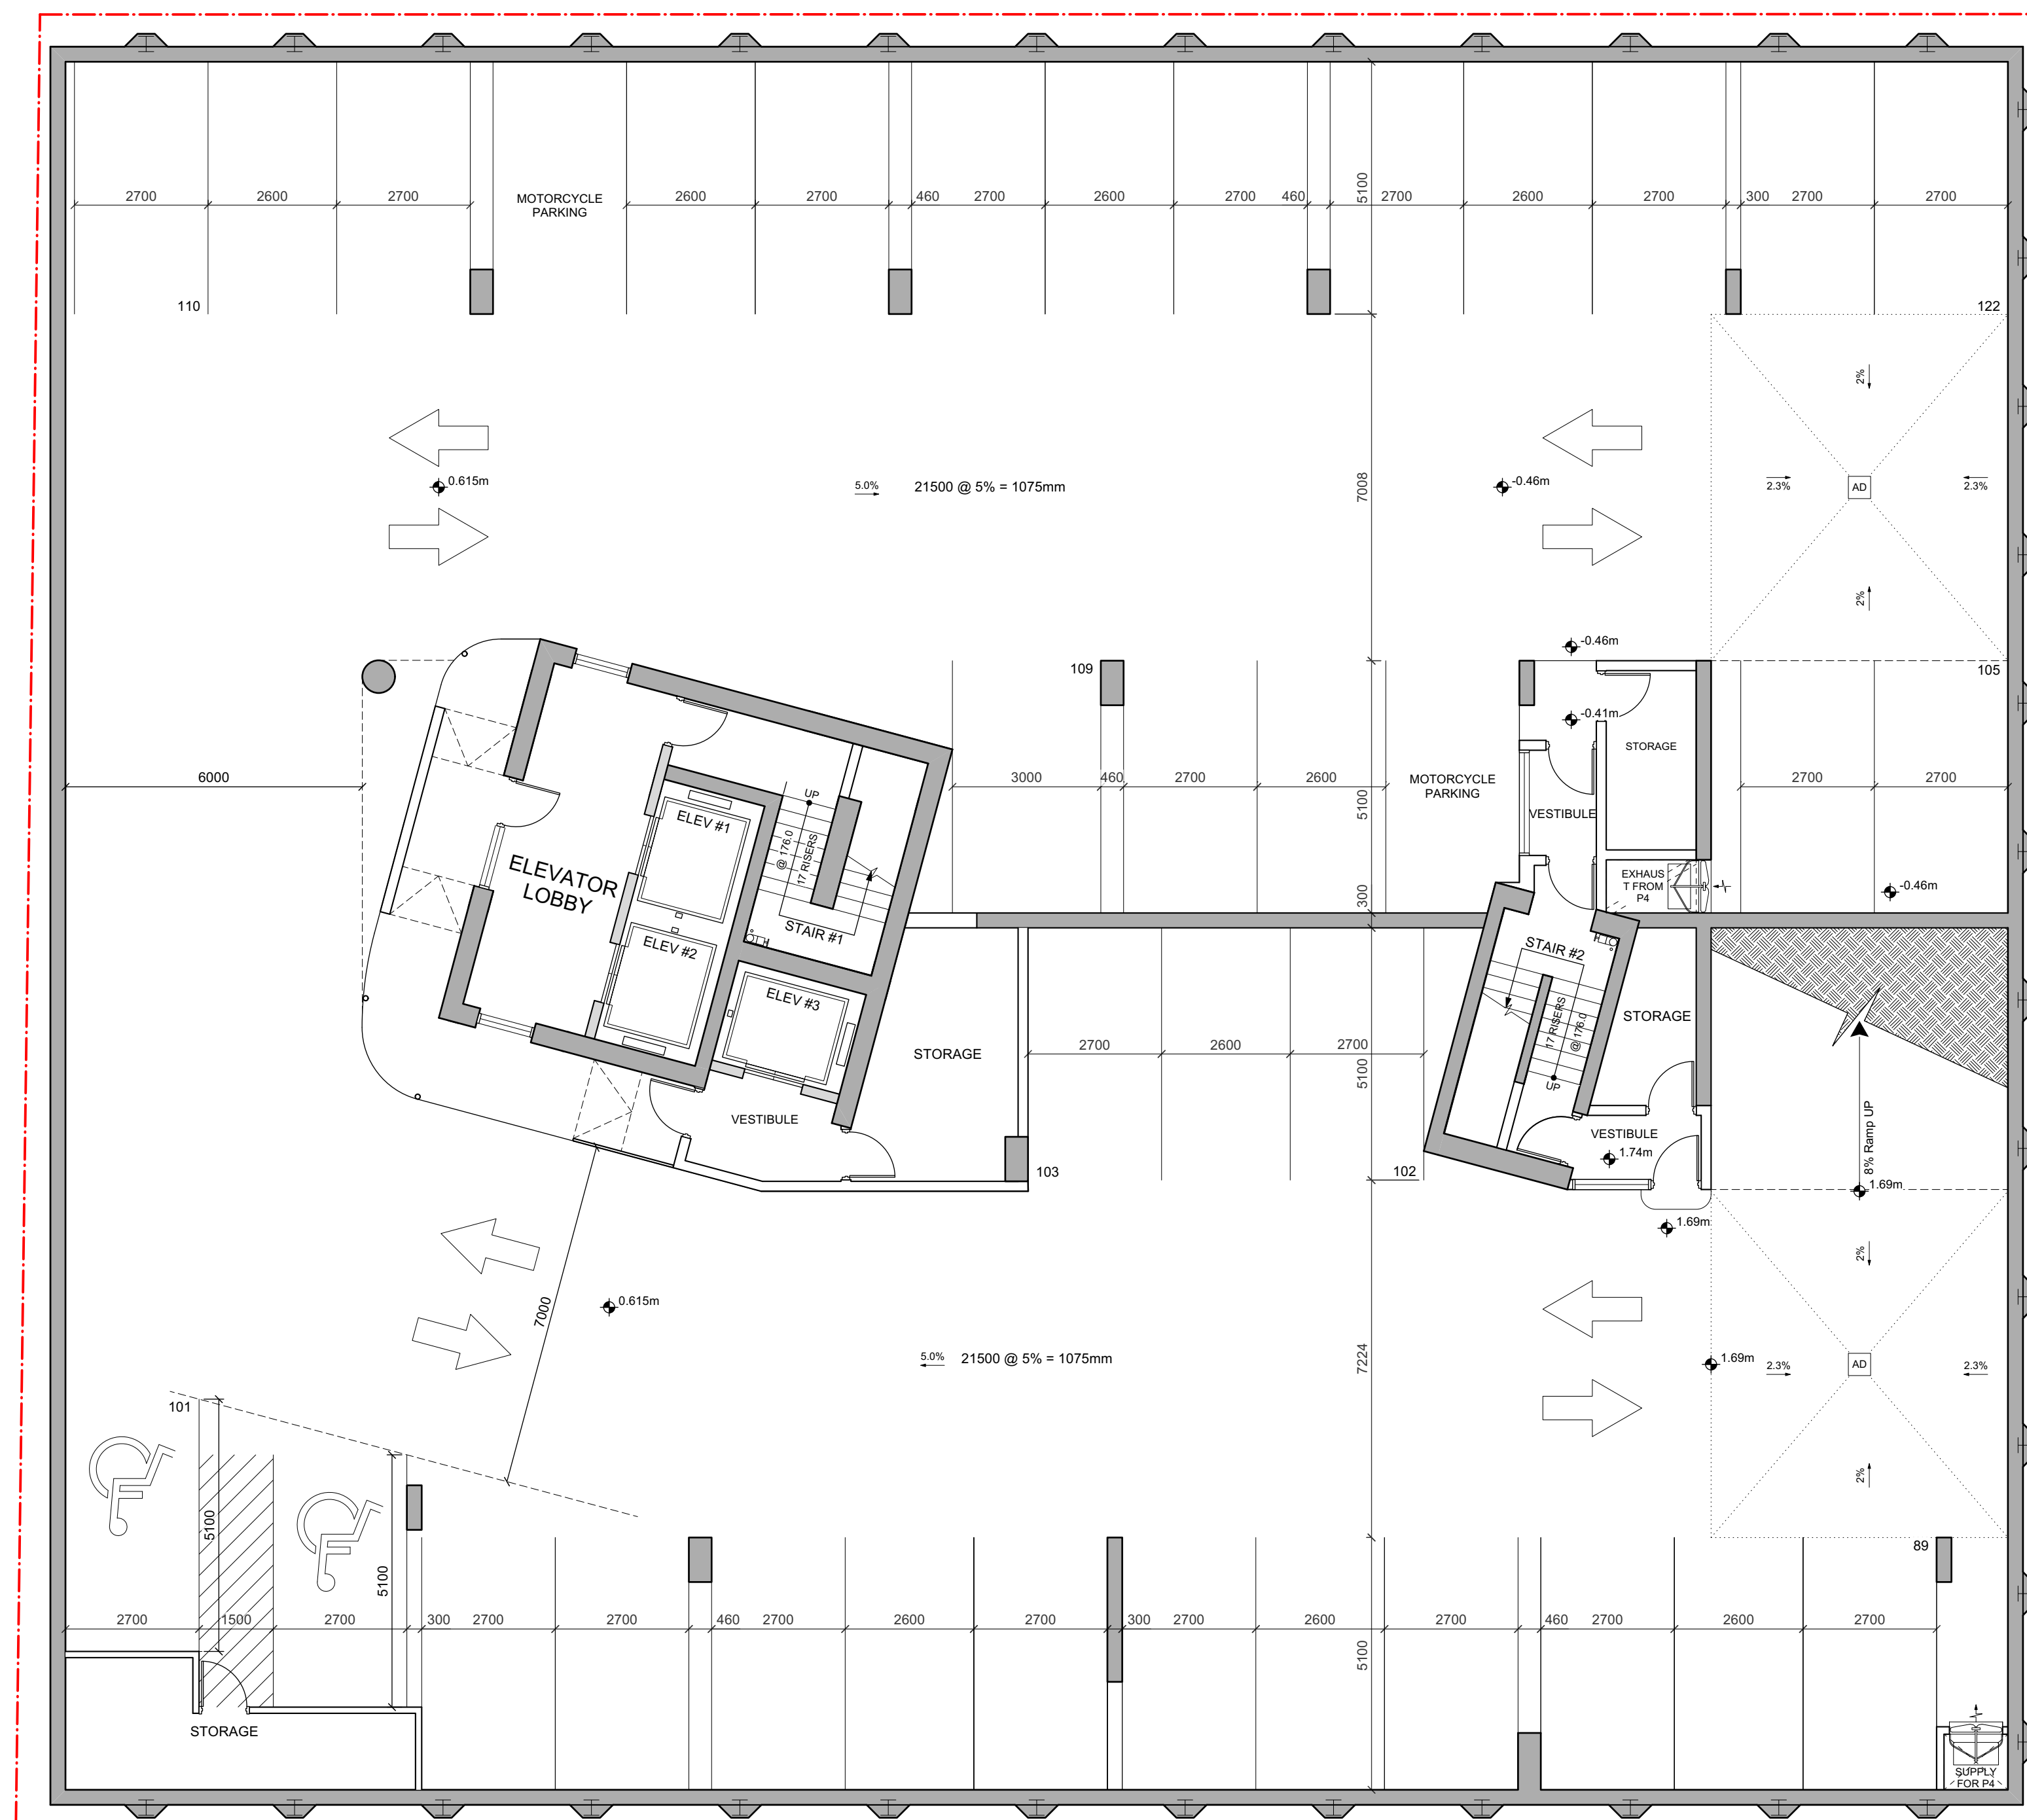 2700 2600 2700 MOTORCYCLE 2600 2700 460 2700 2600 2700 460 2700 2600 2700 300 2700 2700
PARKING
5100
110
122
2%
0.615m
5.0% 21500 @ 5% = 1075mm
7008
-0.46m
2.3% AD 2.3%
2%
-0.46m
109
105
-0.41m
STORAGE
6000
3000 460 2700 2600
MOTORCYCLE
PARKING
2700 2700
5100
VESTIBULE
UP
ELEV #1
@ 176.0
17 RISERS
ELEVATOR
LOBBY
EXHAUS
T FROM
P4
-0.46m
300
STAIR #1
ELEV #2
STAIR #2
ELEV #3
STORAGE
17 RISERS
@ 176.0
STORAGE
2700 2600 2700
5100
UP
VESTIBULE
VESTIBULE
8% Ramp UP
1.74m
103
102
1.69m
1.69m
2%
0.615m
7000
5.0% 21500 @ 5% = 1075mm
7224
1.69m
2.3% AD 2.3%
101
2%
5100
5100
89
2700 1500 2700 300 2700 2700 460 2700 2600 2700 300 2700 2600 2700 460 2700 2600 2700
5100
STORAGE
SUPPLY
FOR P4